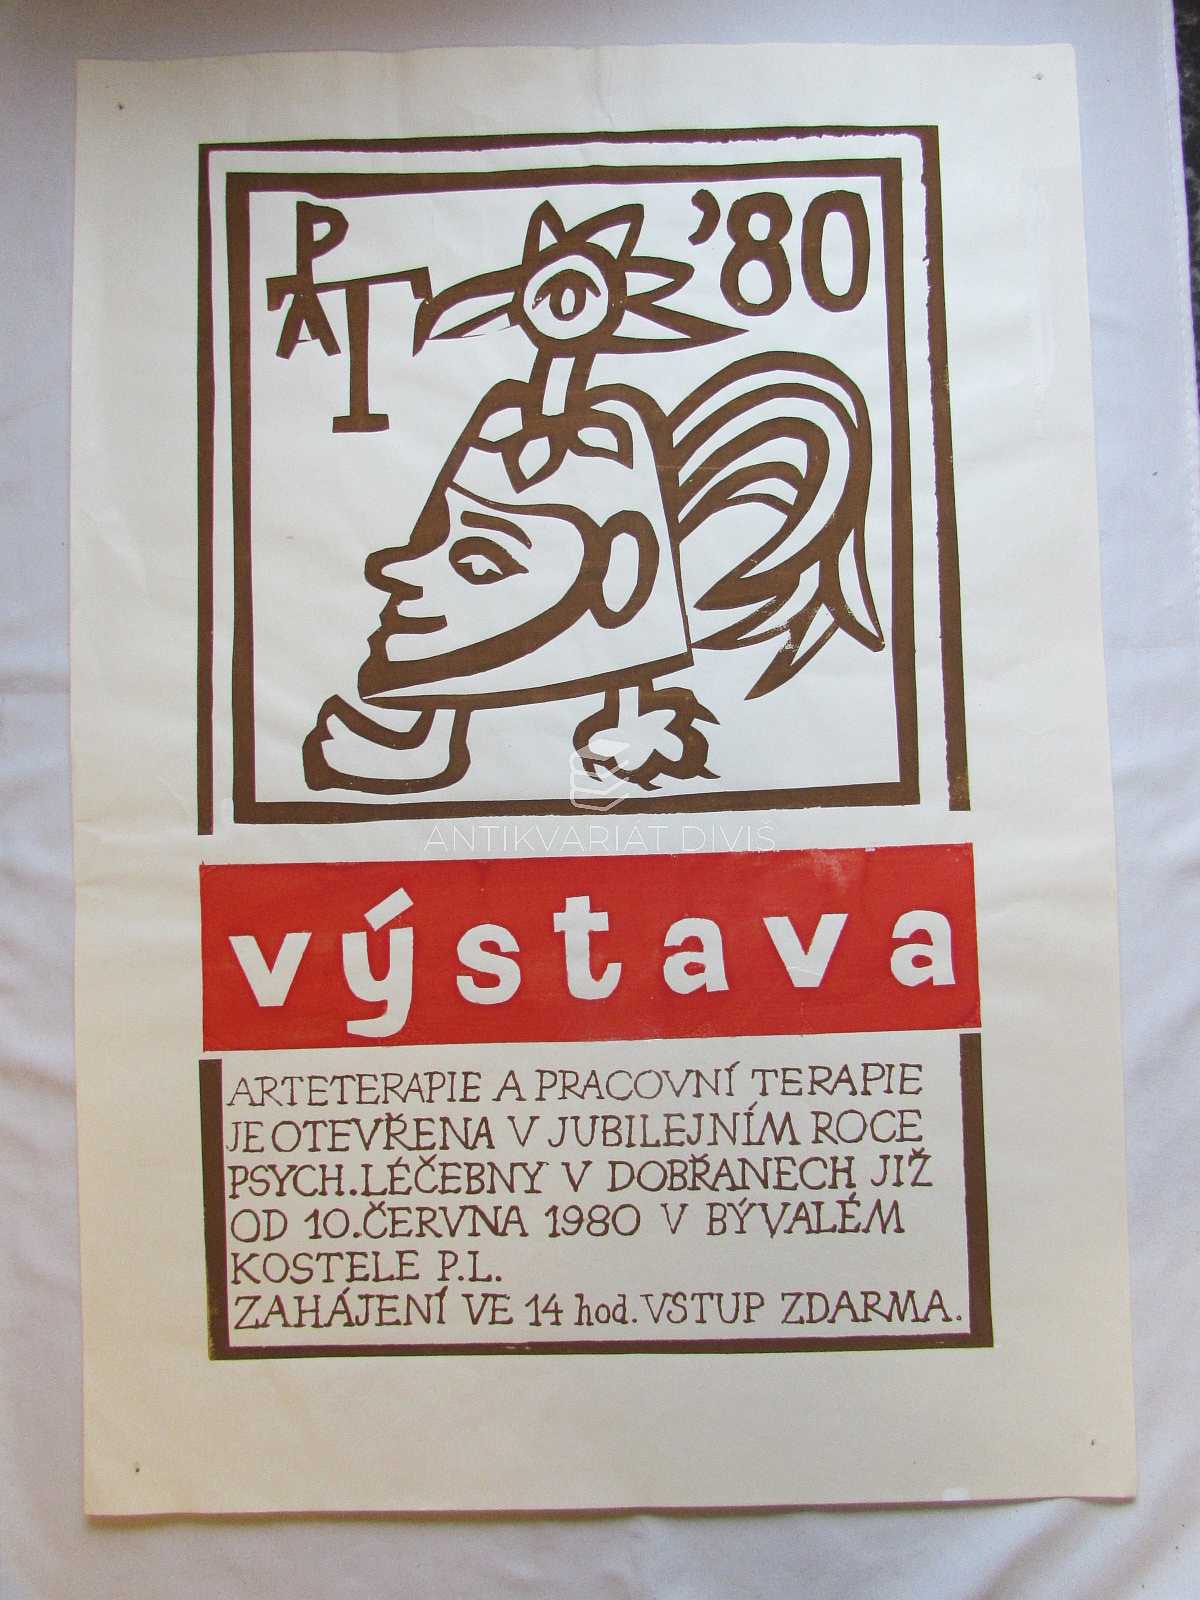 PAT '80
ANTIKVARIÁT DIVIŠ
výstava
ARTETERAPIE A PRACOVNÍ TERAPIE
JE OTEVŘENA V JUBILEJNÍM ROCE
PSYCH. LÉČEBNY V DOBŘANECH JIŽ
OD 10. ČERVNA 1980 V BÝVALÉM
KOSTELE P.L.
ZAHÁJENÍ VE 14 hod. VSTUP ZDARMA.